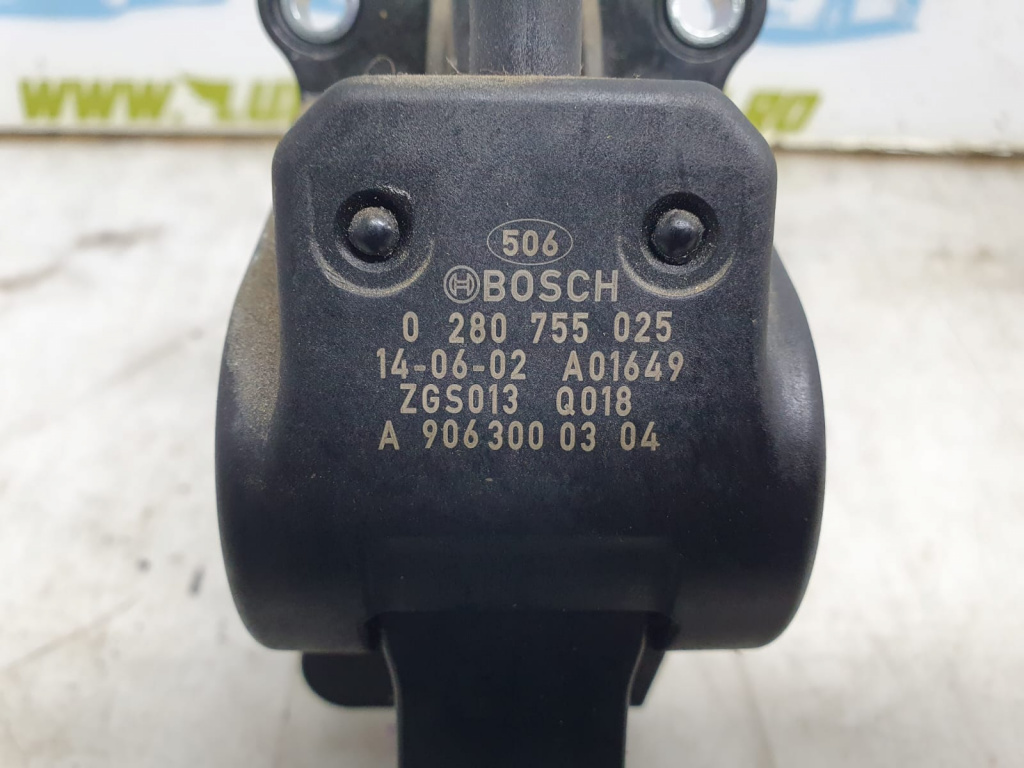 506
BOSCH
0 280 755 025
14-06-02 A01649
ZGS013 Q018
A 906 300 03 04